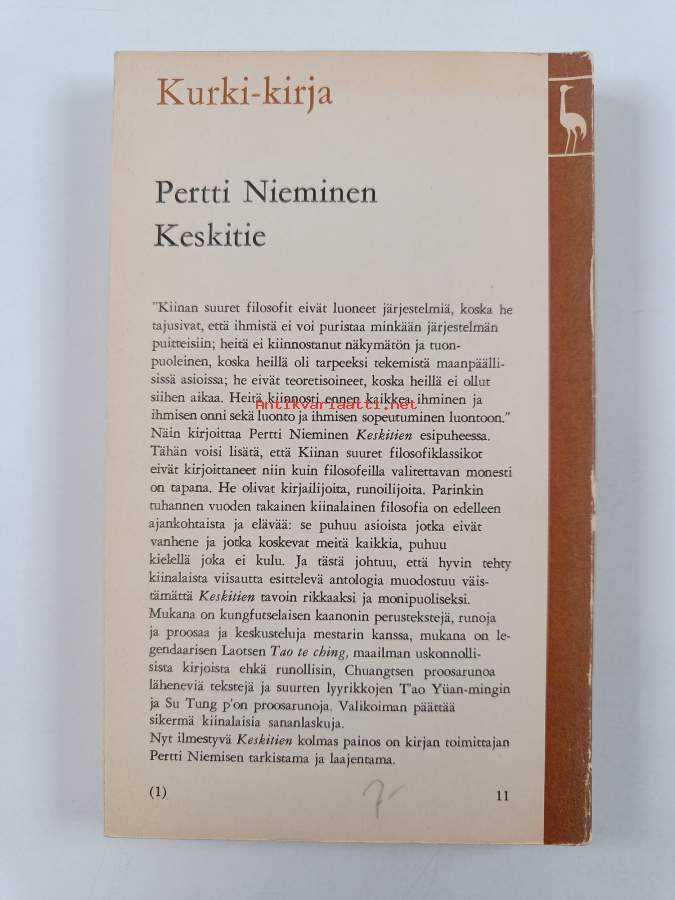 Kurki-kirja
Pertti Nieminen
Keskitie
"Kiinan suuret filosofit eivät luoneet järjestelmiä, koska he
tajusivat, että ihmistä ei voi puristaa minkään järjestelmän
puitteisiin; heitä ei kiinnostanut näkymätön ja tuon-
puoleinen, koska heillä oli tarpeeksi tekemistä maanpäälli-
sissä asioissa; he eivät teoretisoineet, koska heillä ei ollut
siihen aikaa. Heitä kiinnosti ennen kaikkea ihminen ja
Antikvariaatti.net
ihmisen onni sekä luonto ja ihmisen sopeutuminen luontoon."
Näin kirjoittaa Pertti Nieminen Keskitien esipuheessa.
Tähän voisi lisätä, että Kiinan suuret filosofiklassikot
eivät kirjoittaneet niin kuin filosofeilla valitettavan monesti
on tapana. He olivat kirjailijoita, runoilijoita. Parinkin
tuhannen vuoden takainen kiinalainen filosofia on edelleen
ajankohtaista ja elävää: se puhuu asioista jotka eivät
vanhene ja jotka koskevat meitä kaikkia, puhuu
kielellä joka ei kulu. Ja tästä johtuu, että hyvin tehty
kiinalaista viisautta esittelevä antologia muodostuu väis-
tämättä Keskitien tavoin rikkaaksi ja monipuoliseksi.
Mukana on kungfutselaisen kaanonin perustekstejä, runoja
ja proosaa ja keskusteluja mestarin kanssa, mukana on le-
gendaarisen Laotsen Tao te ching, maailman uskonnolli-
sista kirjoista ehkä runollisin, Chuangtsen proosarunoa
läheneviä tekstejä ja suurten lyyrikkojen T'ao Yüan-mingin
ja Su Tung p'on proosarunoja. Valikoiman päättää
sikermä kiinalaisia sananlaskuja.
Nyt ilmestyvä Keskitien kolmas painos on kirjan toimittajan
Pertti Niemisen tarkistama ja laajentama.
(1) 11
7-